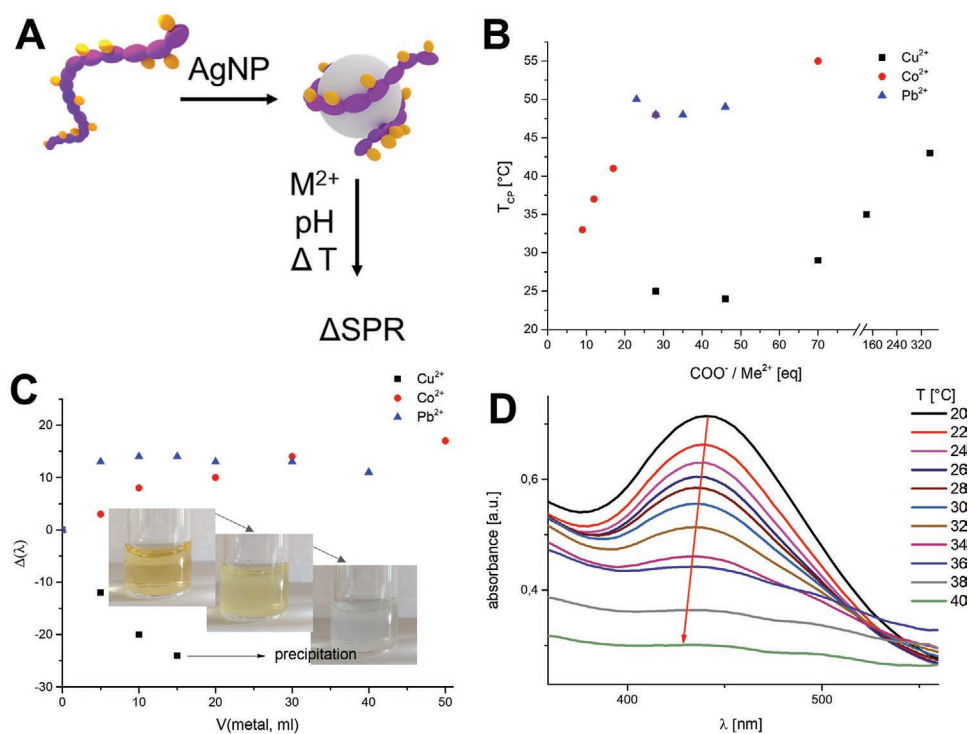 A
AgNP
M2+
pH
Δ T
ΔSPR
B
Cu2+
Co2+
Pb2+
55
50
45
40
35
30
25
20
TCP [°C]
0 10 20 30 40 50 60 70 160 240 320
COO- / Me2+ [eq]
C
Cu2+
Co2+
Pb2+
20
10
0
-10
-20
-30
Δ(λ)
precipitation
0 10 20 30 40 50
V(metal, ml)
D
T [°C]
20
22
24
26
28
30
32
34
36
38
40
0,6
0,4
absorbance [a.u.]
400 500
λ [nm]